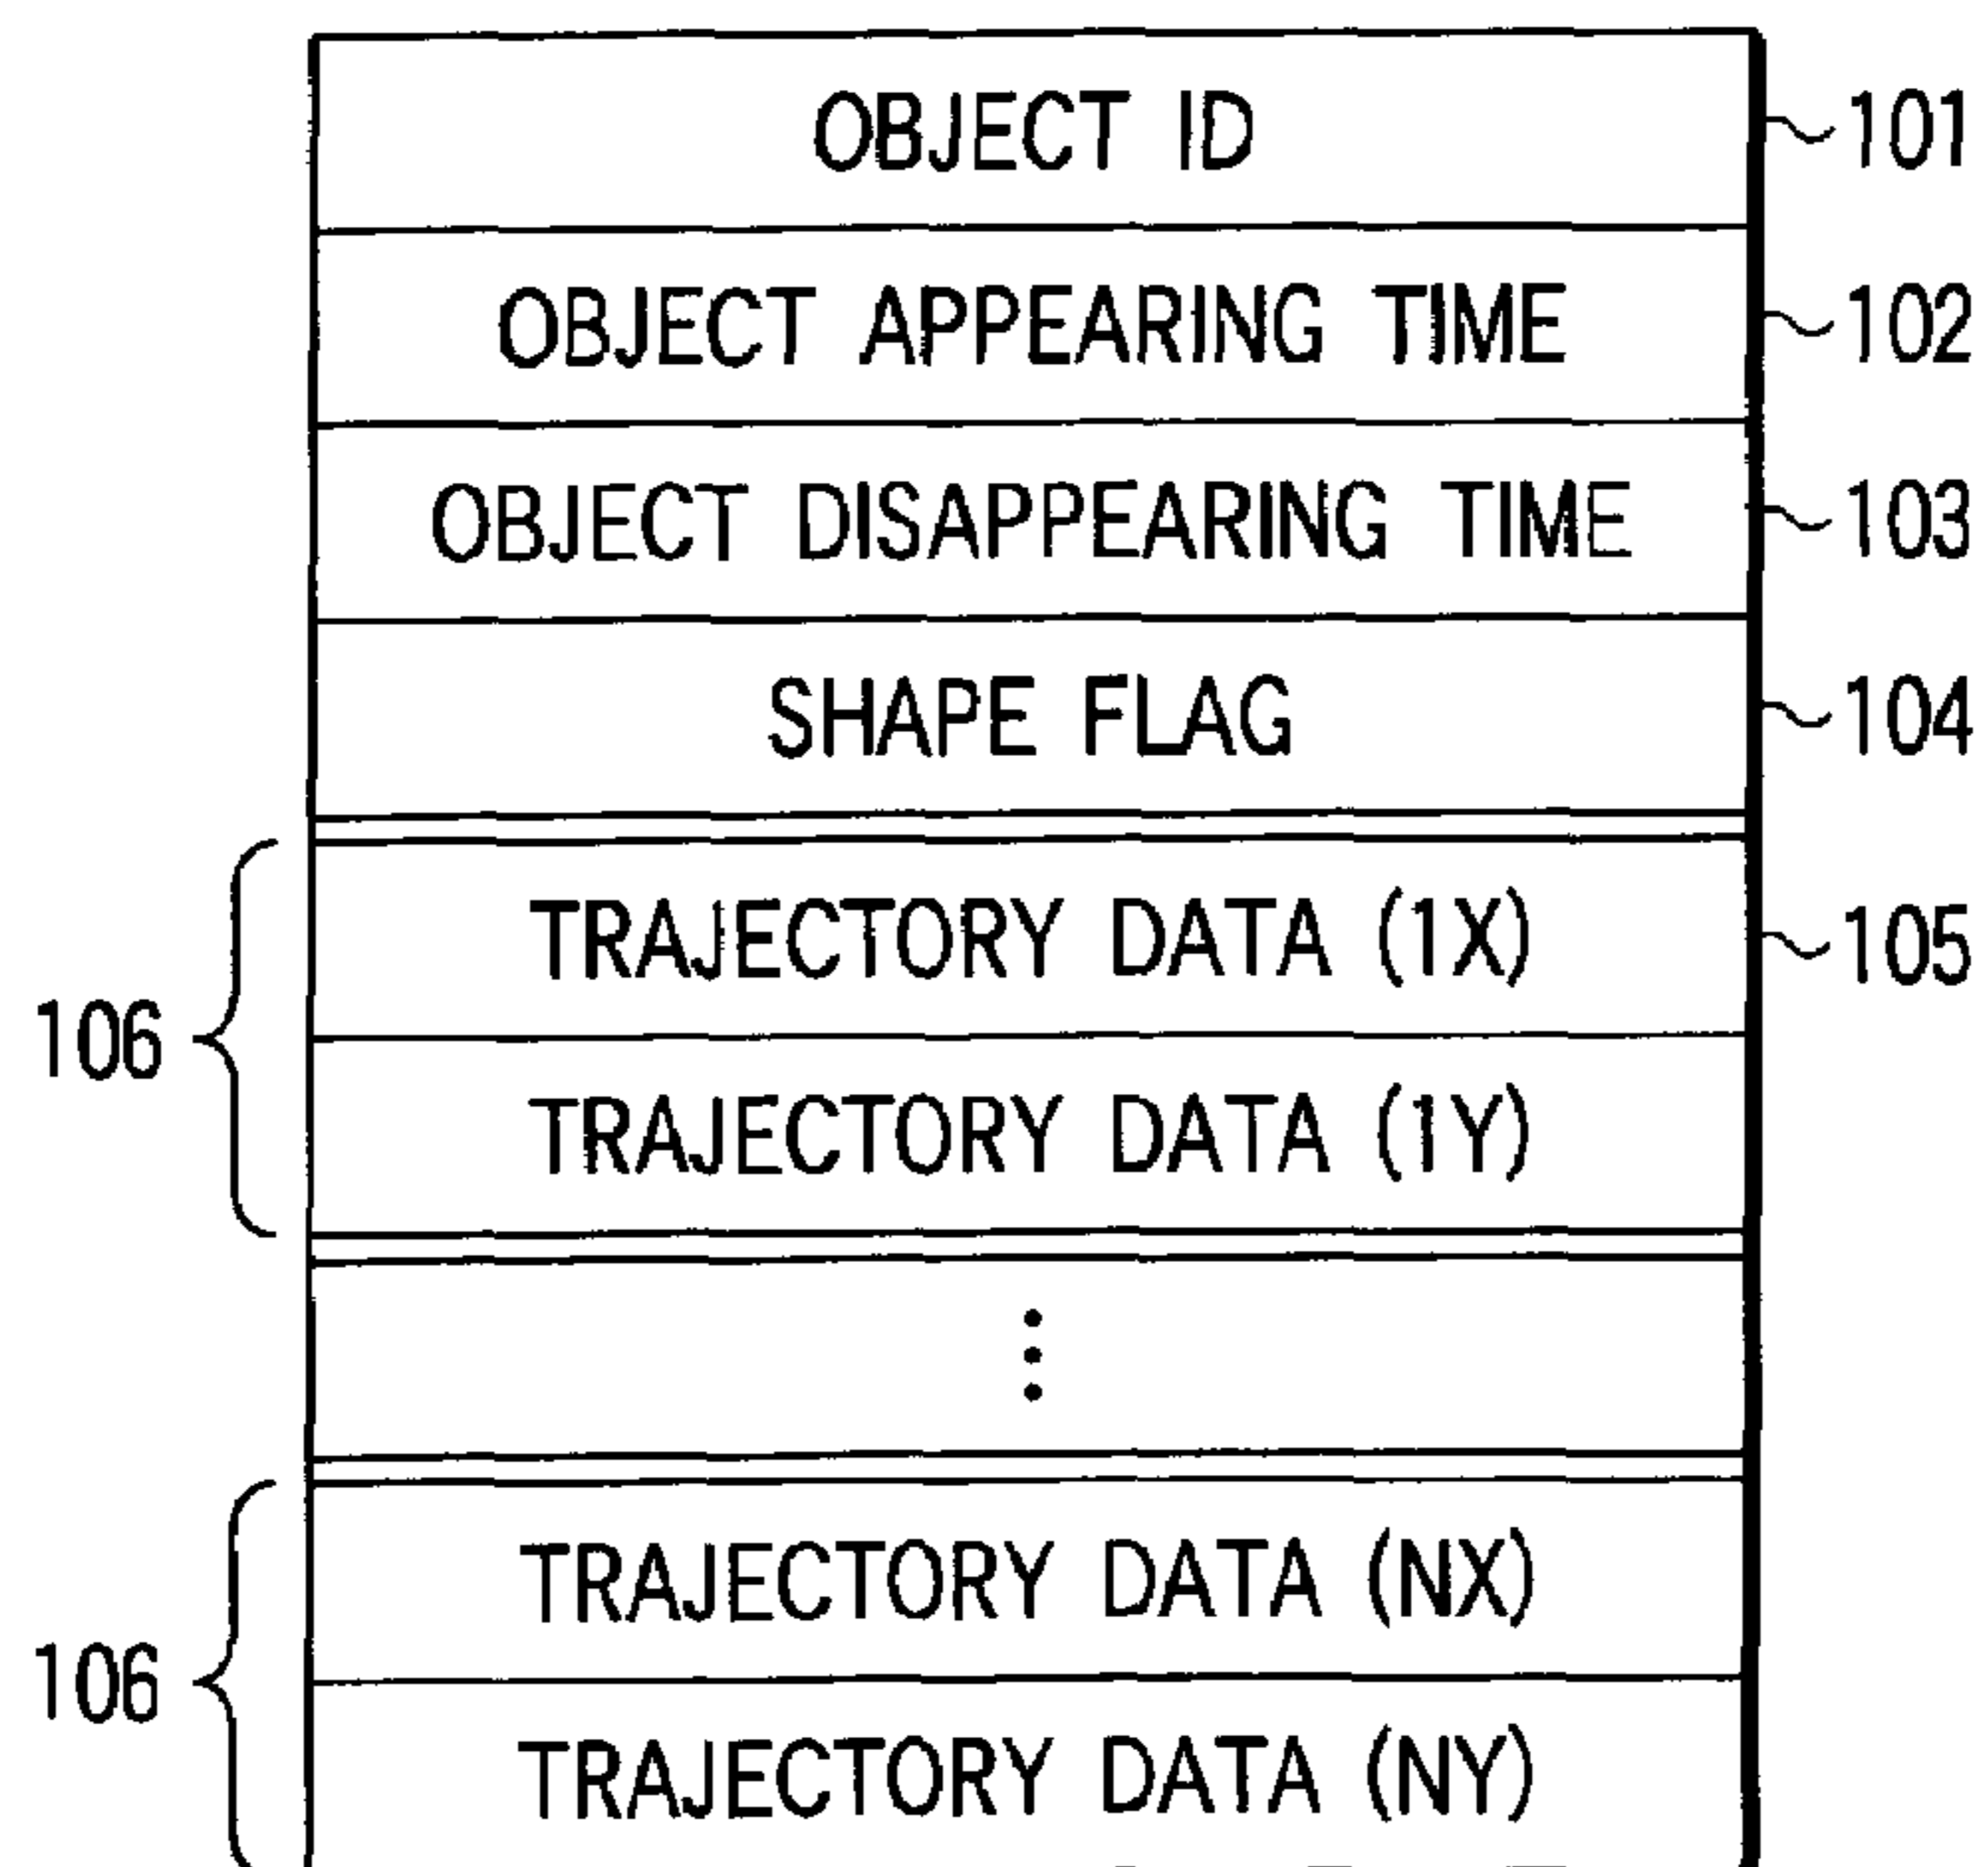 OBJECT ID 101
OBJECT APPEARING TIME 102
OBJECT DISAPPEARING TIME 103
SHAPE FLAG 104
TRAJECTORY DATA (1X) 105
106
TRAJECTORY DATA (1Y)
TRAJECTORY DATA (NX)
106
TRAJECTORY DATA (NY)